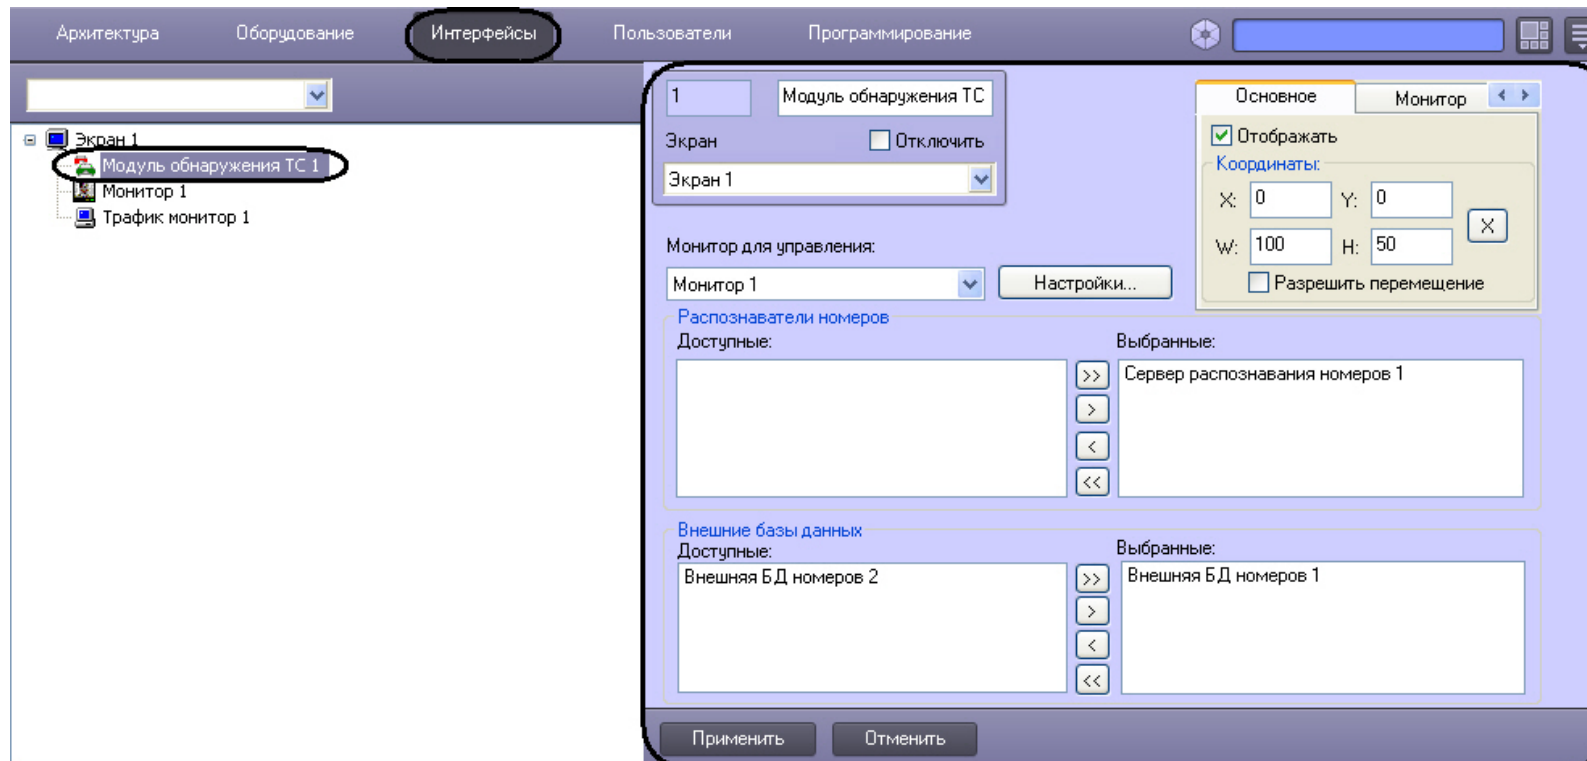 Архитектура Оборудование Интерфейсы Пользователи Программирование
Экран 1
Модуль обнаружения ТС 1
Монитор 1
Трафик монитор 1
1 Модуль обнаружения ТС
Экран Отключить
Экран 1
Основное Монитор
Отображать
Координаты:
X: 0 Y: 0
W: 100 H: 50
X
Разрешить перемещение
Монитор для управления:
Монитор 1 Настройки...
Распознаватели номеров
Доступные: Выбранные:
Сервер распознавания номеров 1
>>
>
<
<<
Внешние базы данных
Доступные: Выбранные:
Внешняя БД номеров 2 >> Внешняя БД номеров 1
>
<
<<
Применить Отменить